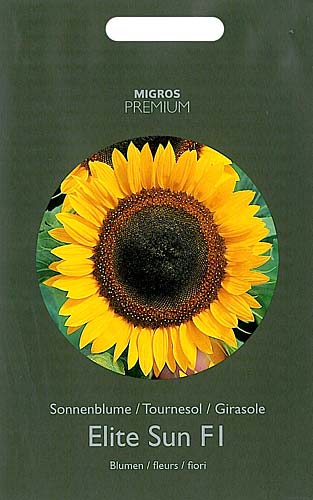 MIGROS
PREMIUM
Sonnenblume / Tournesol / Girasole
Elite Sun F1
Blumen / fleurs / fiori